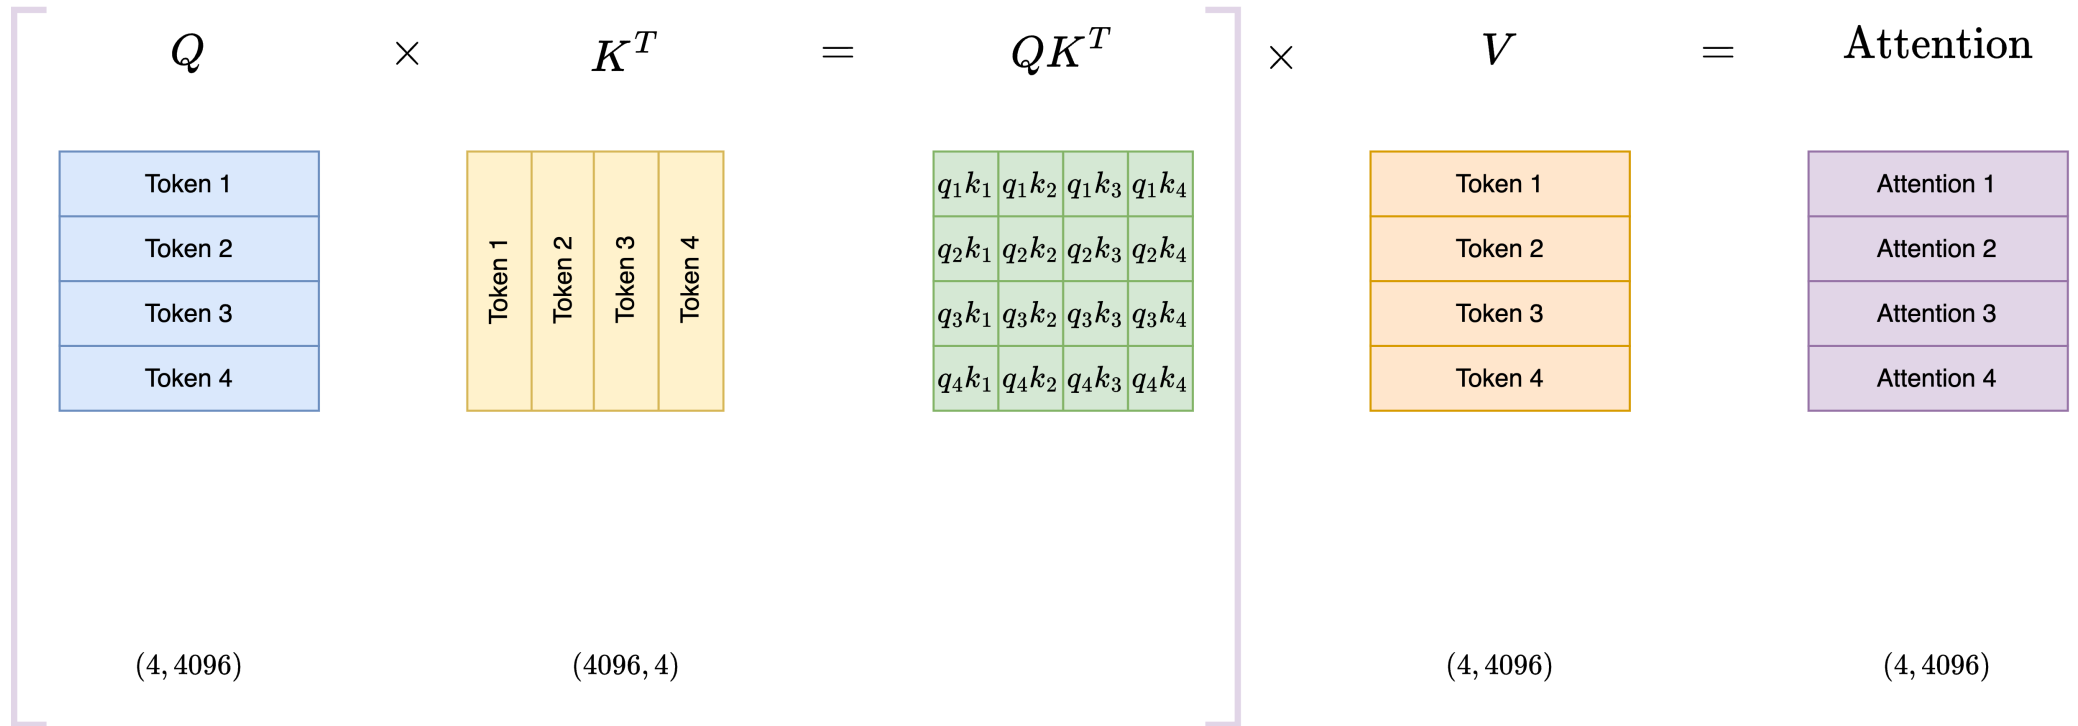 Q × K^T = QK^T × V = Attention
Token 1
Token 2
Token 3
Token 4
Token 1
Token 2
Token 3
Token 4
q₁k₁ q₁k₂ q₁k₃ q₁k₄
q₂k₁ q₂k₂ q₂k₃ q₂k₄
q₃k₁ q₃k₂ q₃k₃ q₃k₄
q₄k₁ q₄k₂ q₄k₃ q₄k₄
Token 1
Token 2
Token 3
Token 4
Attention 1
Attention 2
Attention 3
Attention 4
(4, 4096)
(4096, 4)
(4, 4096)
(4, 4096)